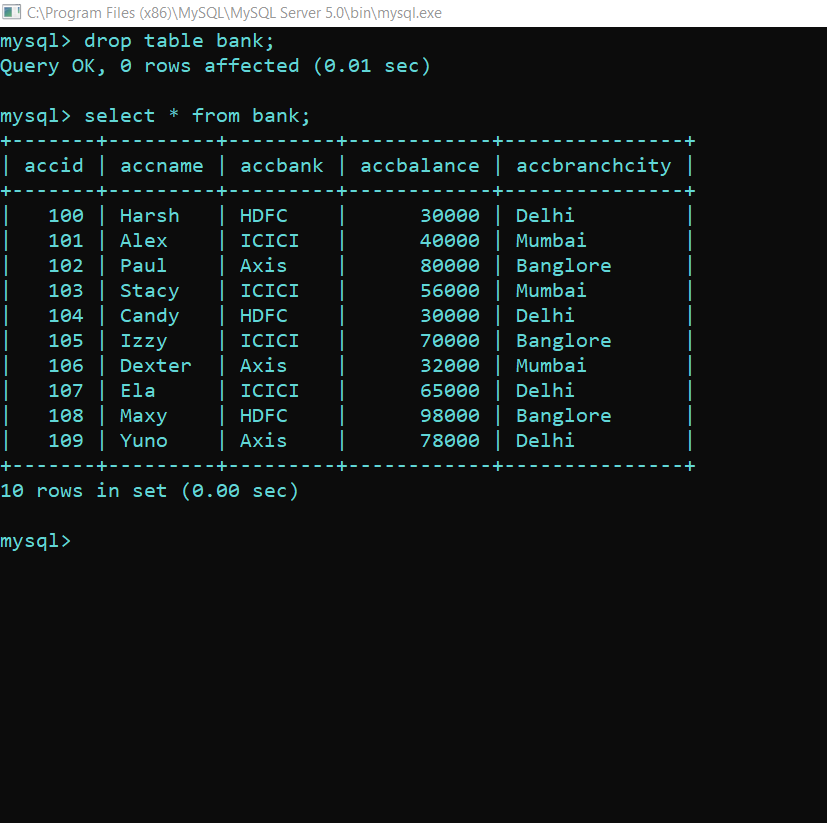 C:\Program Files (x86)\MySQL\MySQL Server 5.0\bin\mysql.exe
mysql> drop table bank;
Query OK, 0 rows affected (0.01 sec)
mysql> select * from bank;
+-------+---------+---------+------------+---------------+
| accid | accname | accbank | accbalance | accbranchcity |
+-------+---------+---------+------------+---------------+
|   100 | Harsh   | HDFC    |      30000 | Delhi         |
|   101 | Alex    | ICICI   |      40000 | Mumbai        |
|   102 | Paul    | Axis    |      80000 | Banglore      |
|   103 | Stacy   | ICICI   |      56000 | Mumbai        |
|   104 | Candy   | HDFC    |      30000 | Delhi         |
|   105 | Izzy    | ICICI   |      70000 | Banglore      |
|   106 | Dexter  | Axis    |      32000 | Mumbai        |
|   107 | Ela     | ICICI   |      65000 | Delhi         |
|   108 | Maxy    | HDFC    |      98000 | Banglore      |
|   109 | Yuno    | Axis    |      78000 | Delhi         |
+-------+---------+---------+------------+---------------+
10 rows in set (0.00 sec)
mysql>